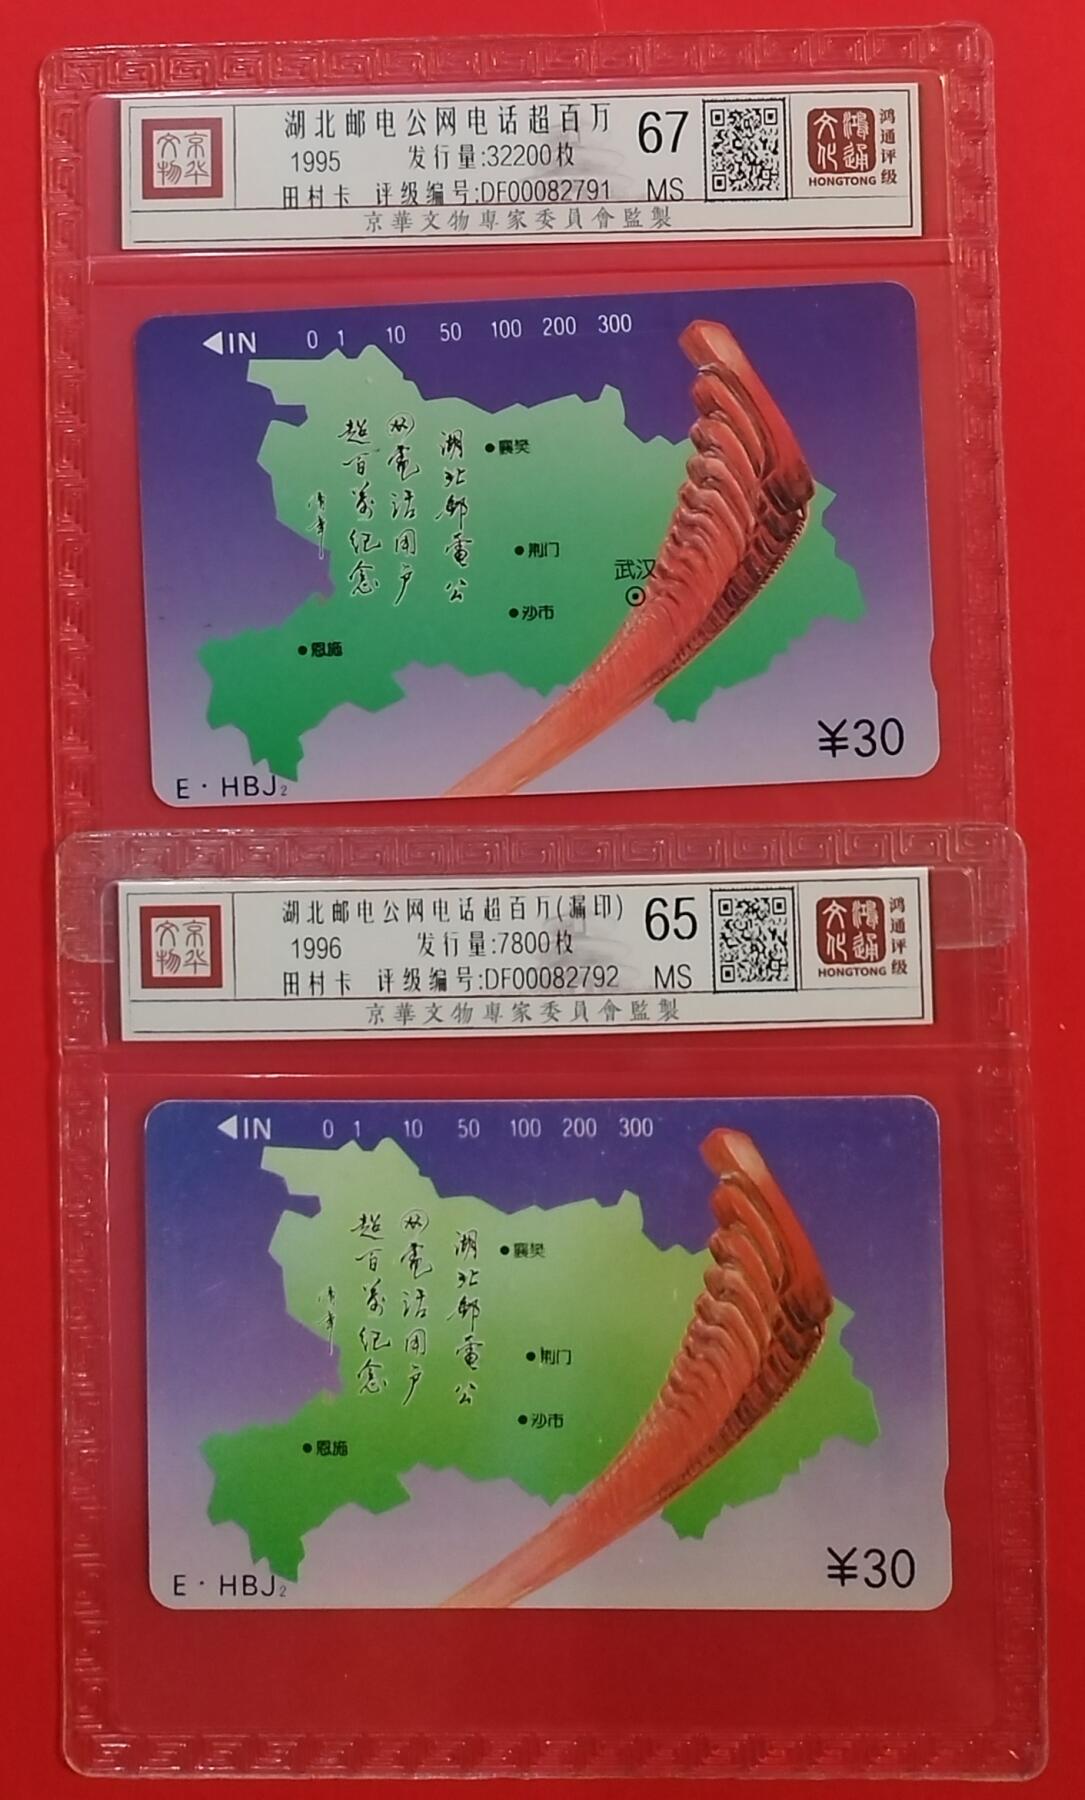 京华文物
湖北邮电公网电话超百万
67
1995 发行量:32200枚
田村卡 评级编号:DF00082791
MS
京華文物專家委員會監製
鴻通文化
HONGTONG
鸿通评级
IN 0 1 10 50 100 200 300
湖北邮電公
网電话用户
超百萬纪念
襄樊
荆门
武汉
沙市
恩施
¥30
E·HBJ2
京华文物
湖北邮电公网电话超百万(漏印)
65
1996 发行量:7800枚
田村卡 评级编号:DF00082792
MS
京華文物專家委員會監製
鴻通文化
HONGTONG
鸿通评级
IN 0 1 10 50 100 200 300
湖北邮電公
网電话用户
超百萬纪念
襄樊
荆门
沙市
恩施
¥30
E·HBJ2